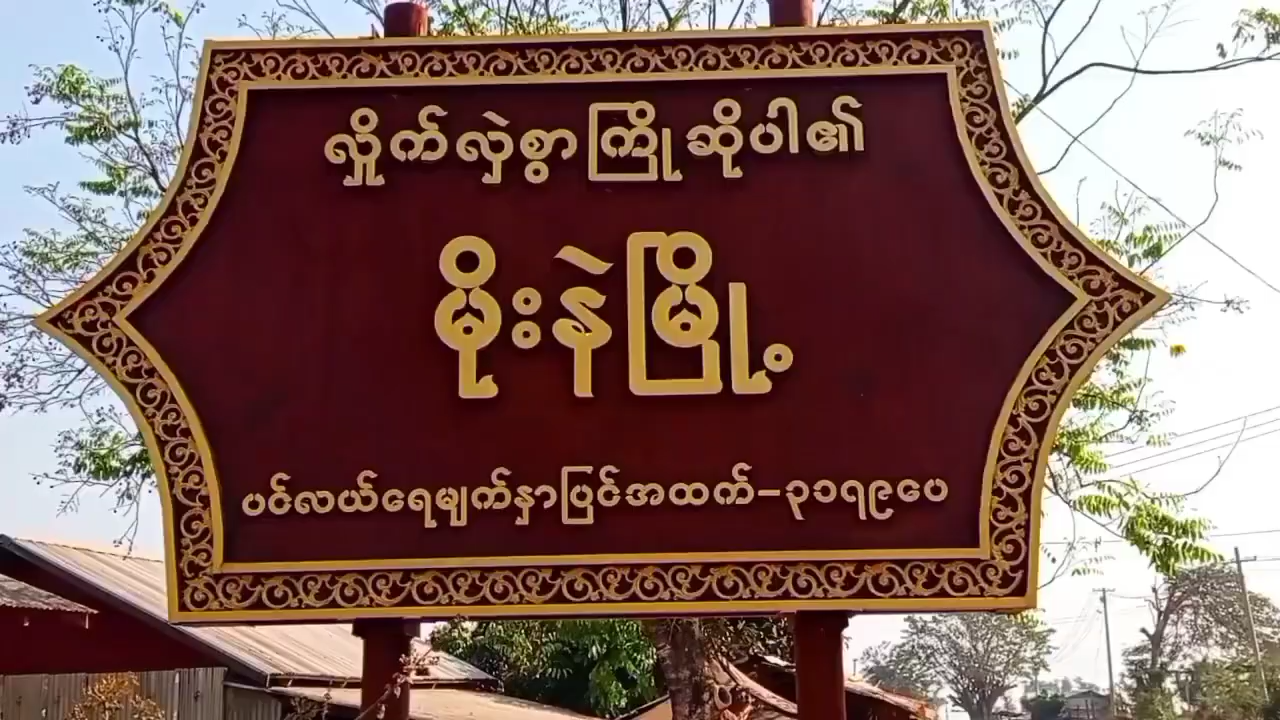 လှိုက်လှဲစွာကြိုဆိုပါ၏
မိုးနဲမြို့
ပင်လယ်ရေမျက်နှာပြင်အထက်-၃၁၇၉ပေ